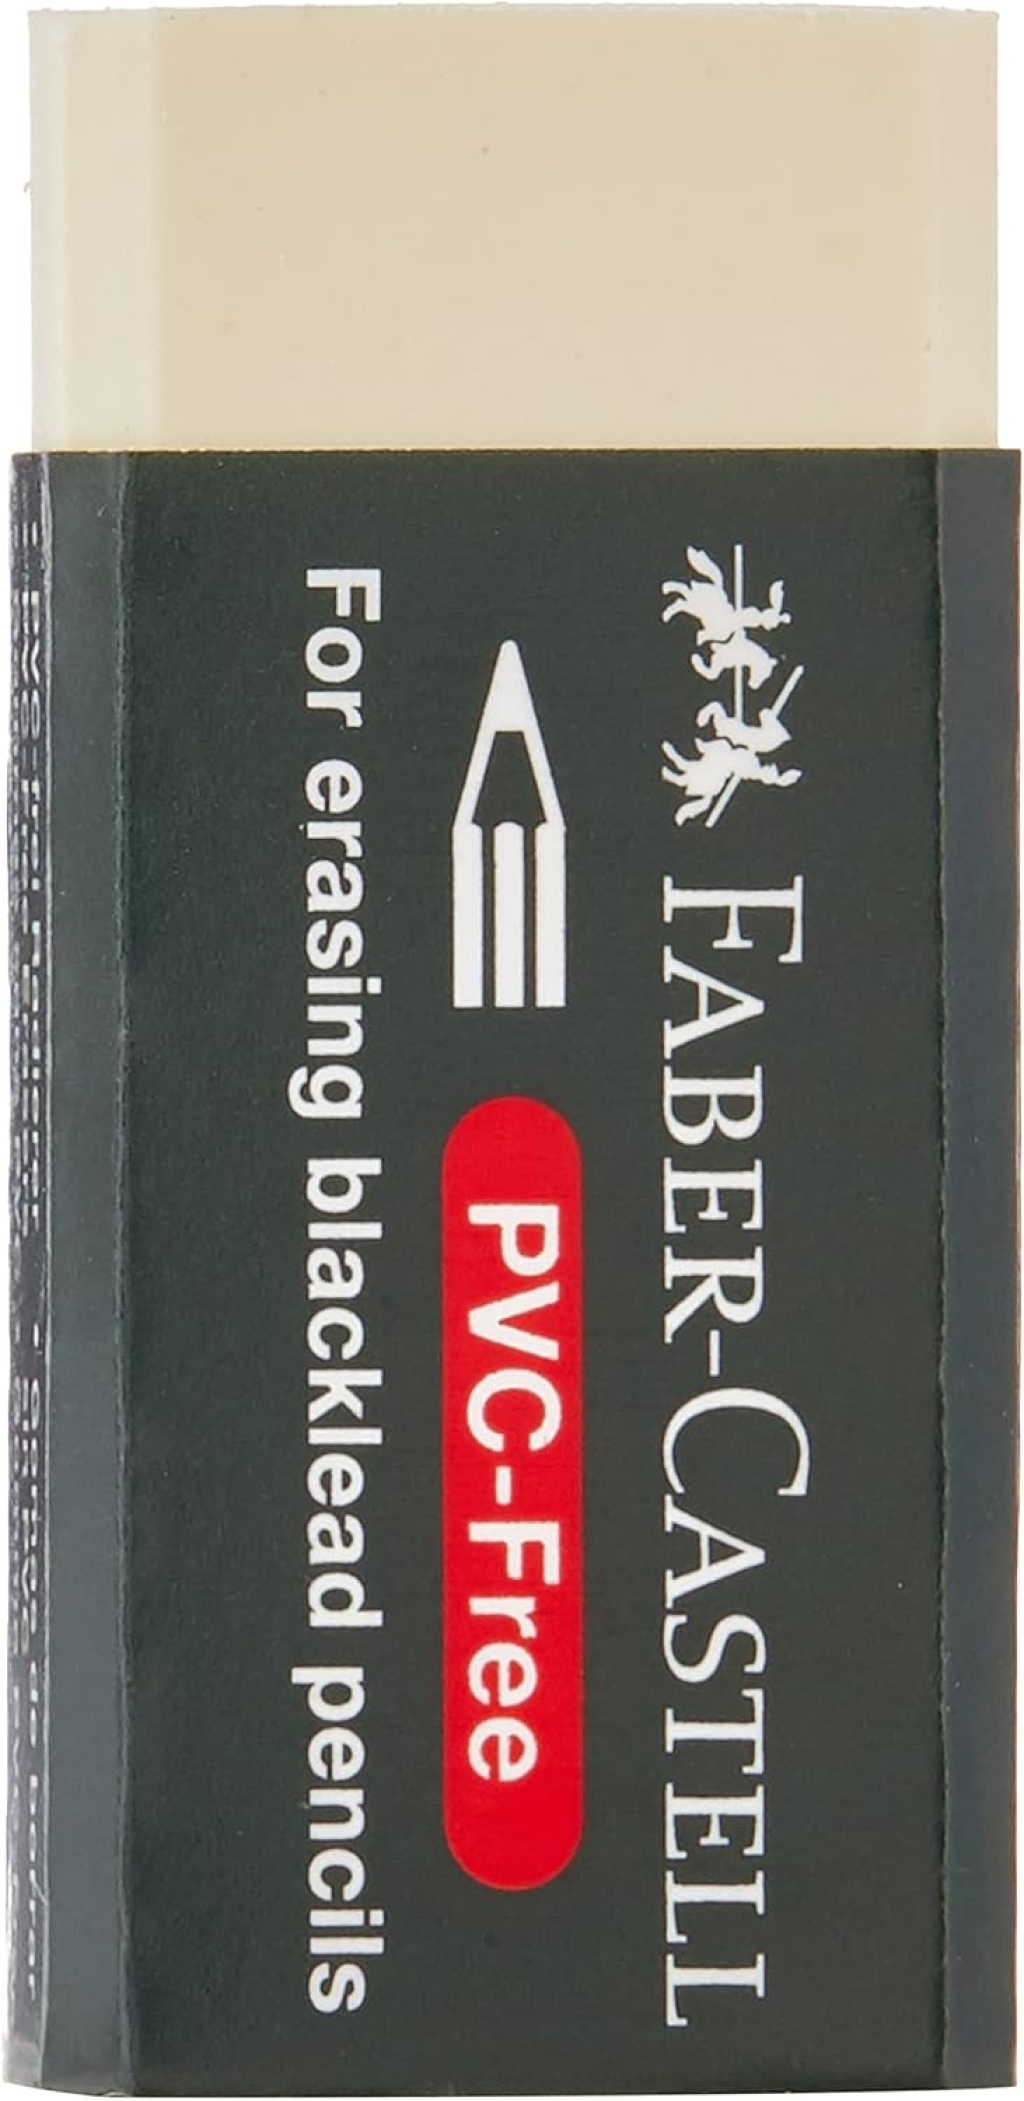 FABER-CASTELL
PVC-Free
For erasing blacklead pencils